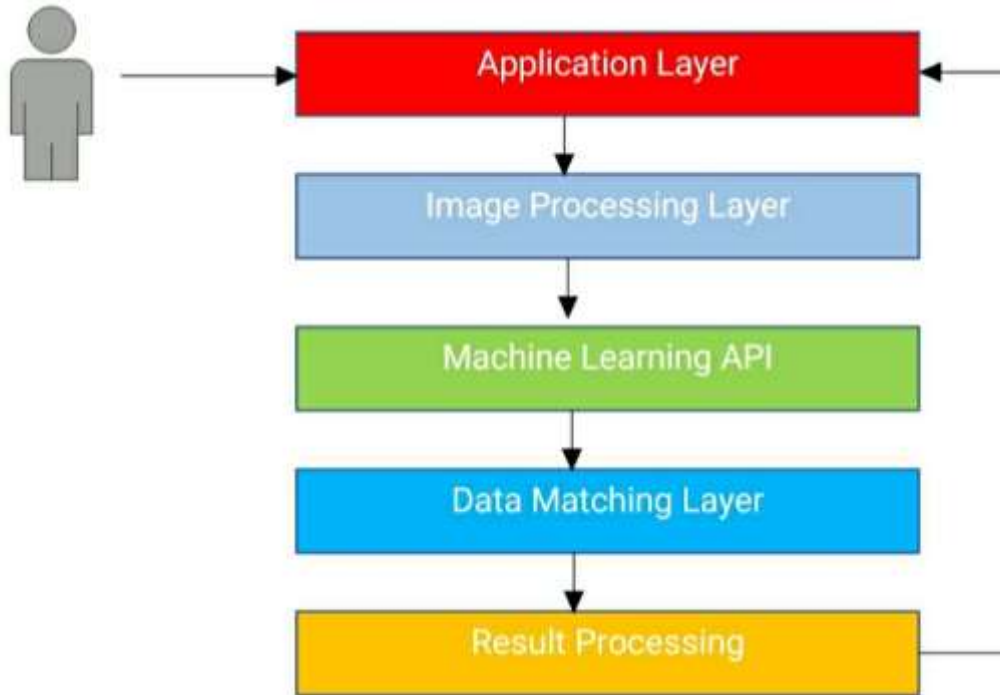 Application Layer
Image Processing Layer
Machine Learning API
Data Matching Layer
Result Processing